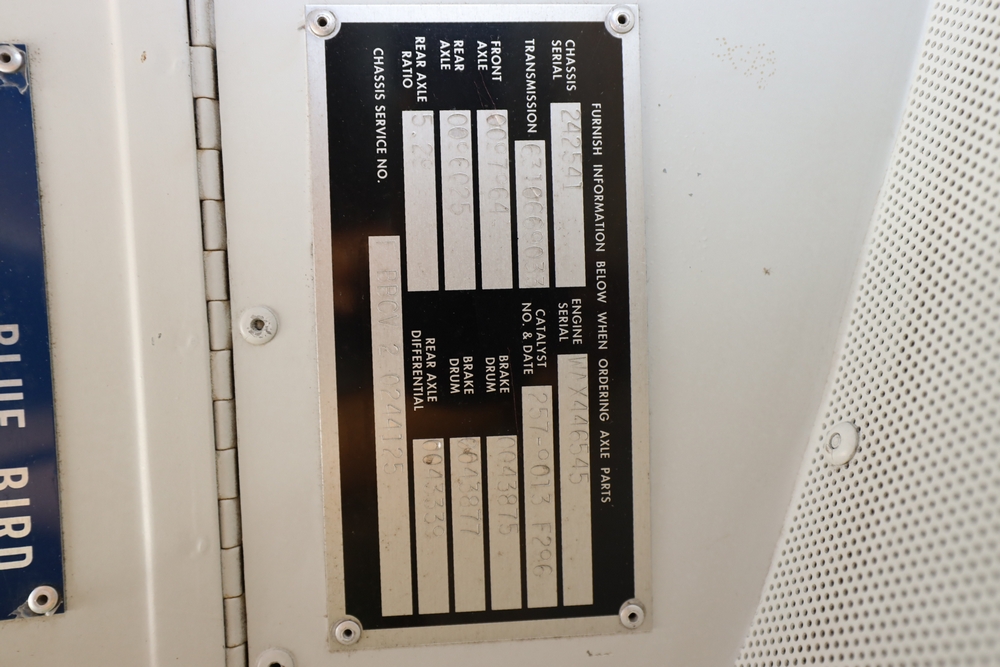 FURNISH INFORMATION BELOW WHEN ORDERING AXLE PARTS
CHASSIS SERIAL 242541
ENGINE SERIAL WYX446545
TRANSMISSION
CATALYST NO. & DATE 257-9013 F296
FRONT AXLE
BRAKE DRUM 0043875
REAR AXLE 0096025
BRAKE DRUM 0043877
REAR AXLE RATIO 5.29
REAR AXLE DIFFERENTIAL
CHASSIS SERVICE NO.
BLUE BIRD